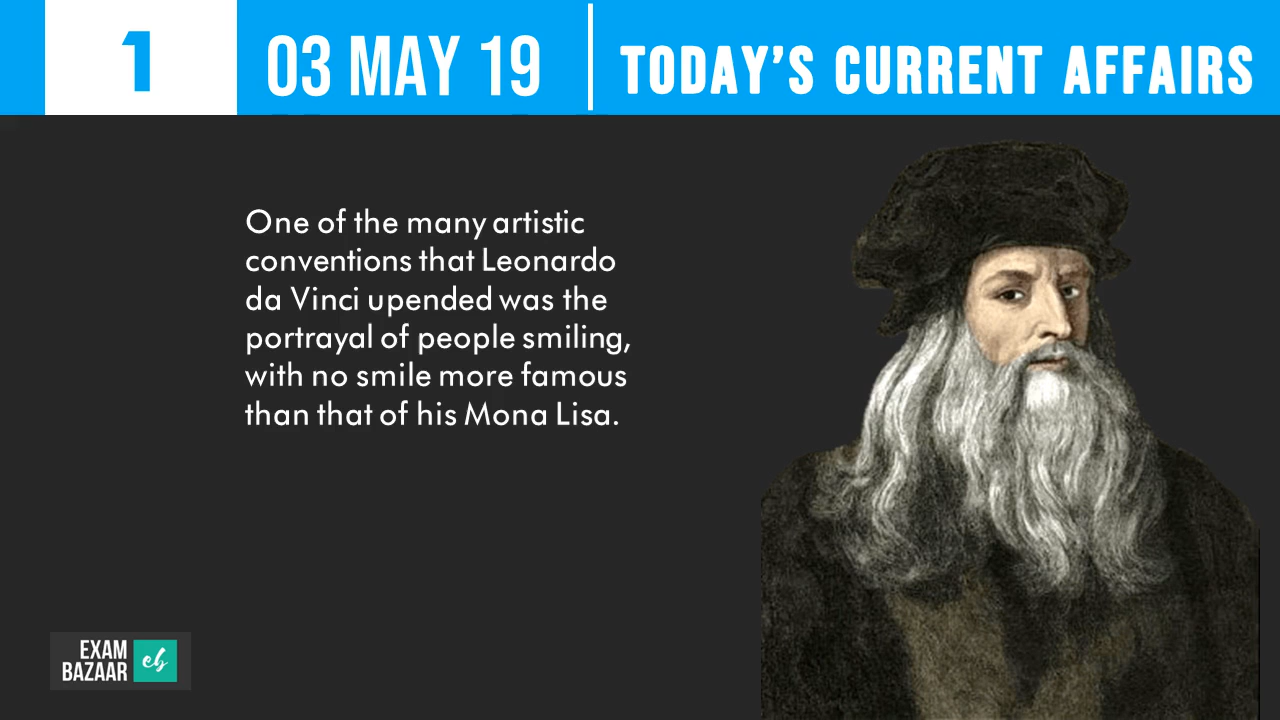 1
03 MAY 19
TODAY'S CURRENT AFFAIRS
One of the many artistic
conventions that Leonardo
da Vinci upended was the
portrayal of people smiling,
with no smile more famous
than that of his Mona Lisa.
EXAM
BAZAAR
eb